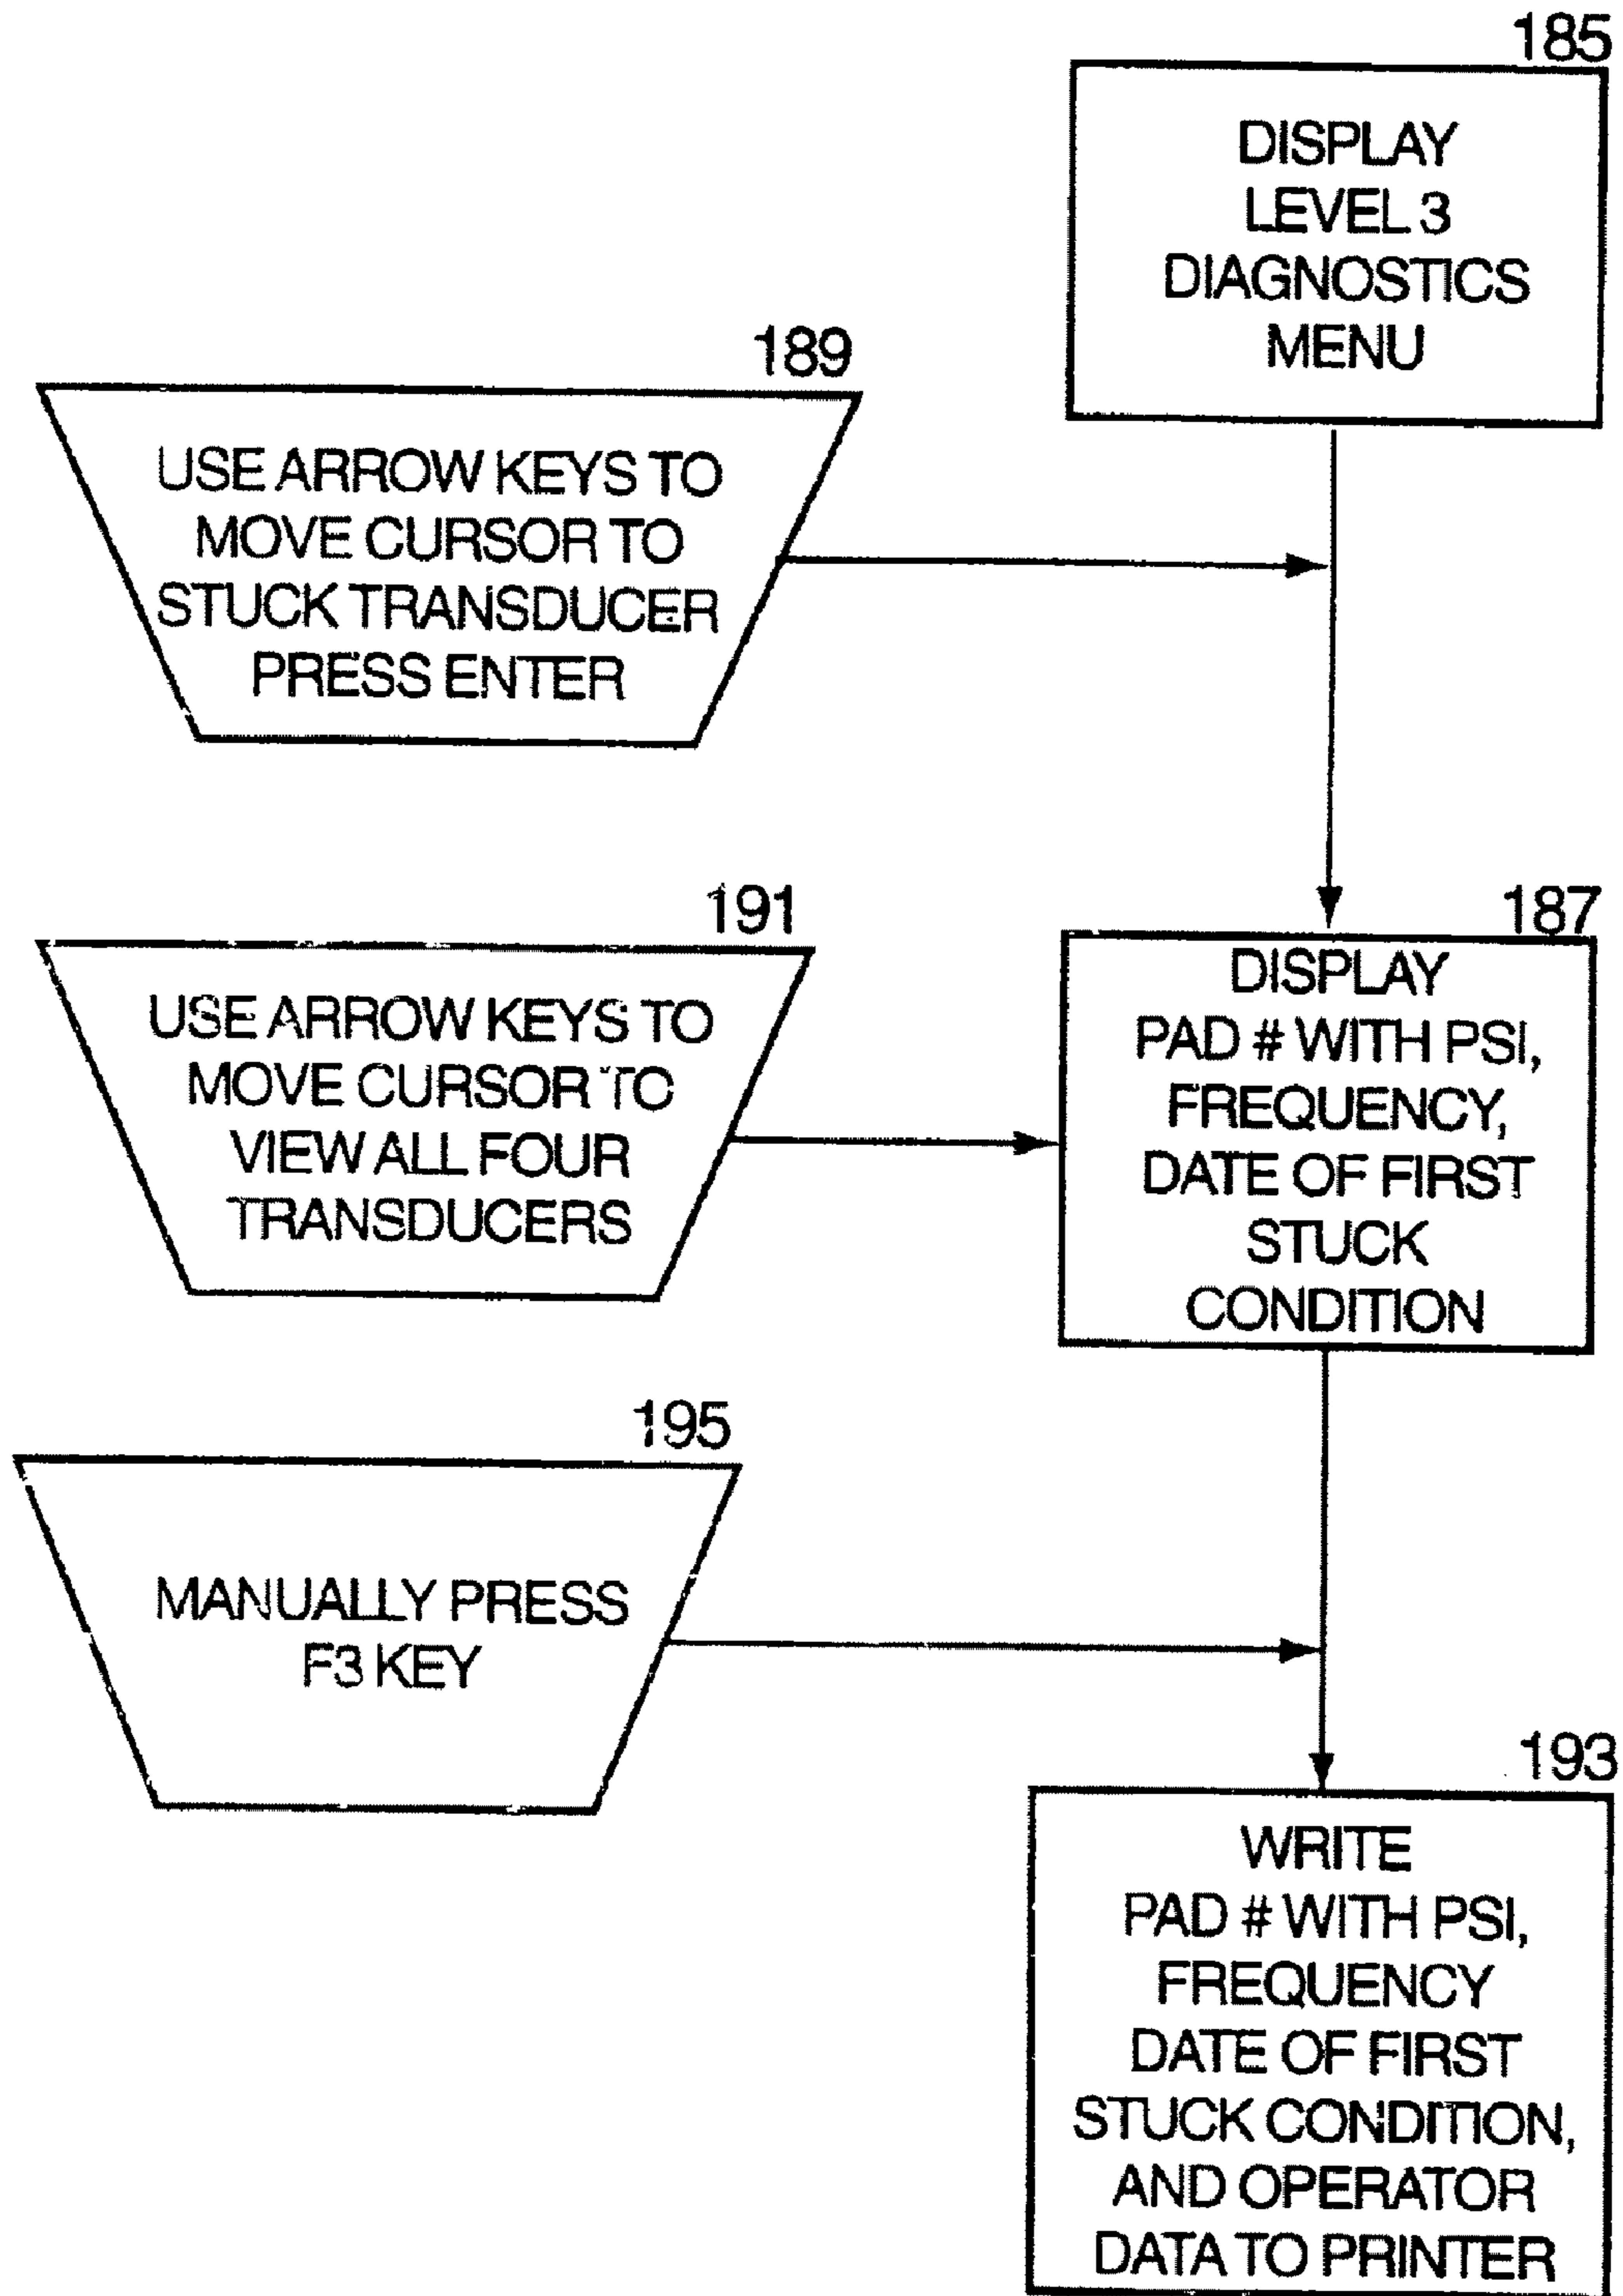 185
DISPLAY
LEVEL 3
DIAGNOSTICS
MENU
189
USE ARROW KEYS TO
MOVE CURSOR TO
STUCK TRANSDUCER
PRESS ENTER
191
USE ARROW KEYS TO
MOVE CURSOR TO
VIEW ALL FOUR
TRANSDUCERS
187
DISPLAY
PAD # WITH PSI,
FREQUENCY,
DATE OF FIRST
STUCK
CONDITION
195
MANUALLY PRESS
F3 KEY
193
WRITE
PAD # WITH PSI,
FREQUENCY
DATE OF FIRST
STUCK CONDITION,
AND OPERATOR
DATA TO PRINTER